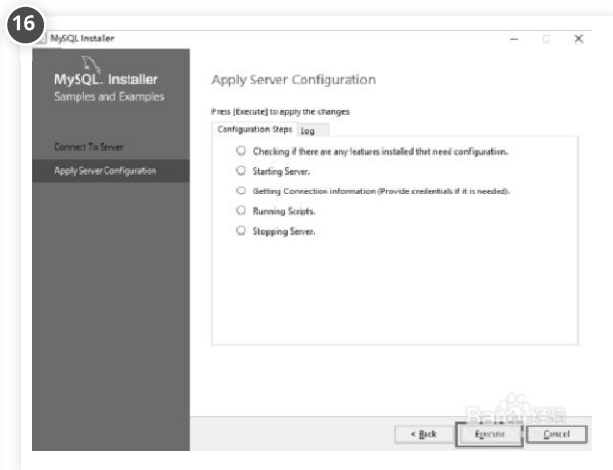 16
MySQL Installer
MySQL. Installer
Samples and Examples
Connect To Server
Apply Server Configuration
Apply Server Configuration
Press [Execute] to apply the changes
Configuration Steps Log
Checking if there are any features installed that need configuration.
Starting Server.
Getting Connection information (Provide credentials if it is needed).
Running Scripts.
Stopping Server.
< Back Execute Cancel